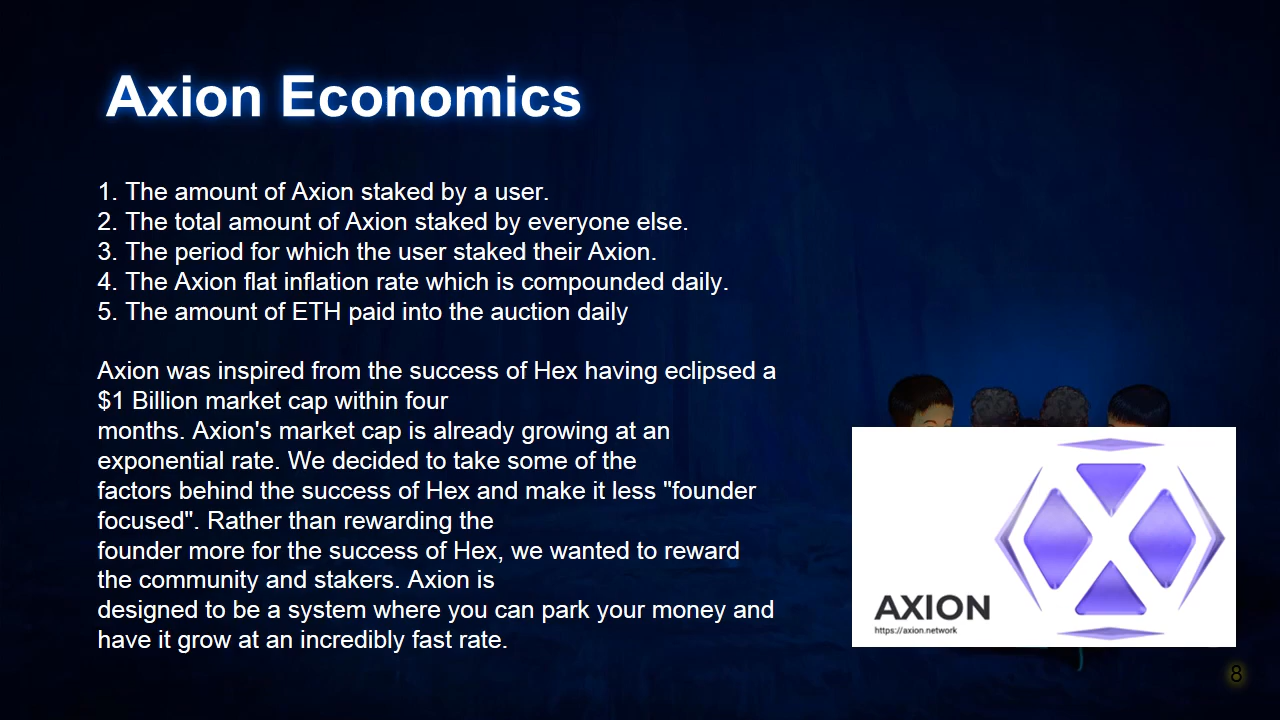 Axion Economics
1. The amount of Axion staked by a user.
2. The total amount of Axion staked by everyone else.
3. The period for which the user staked their Axion.
4. The Axion flat inflation rate which is compounded daily.
5. The amount of ETH paid into the auction daily
Axion was inspired from the success of Hex having eclipsed a
$1 Billion market cap within four
months. Axion's market cap is already growing at an
exponential rate. We decided to take some of the
factors behind the success of Hex and make it less "founder
focused". Rather than rewarding the
founder more for the success of Hex, we wanted to reward
the community and stakers. Axion is
designed to be a system where you can park your money and
have it grow at an incredibly fast rate.
AXION
https://axion.network
8